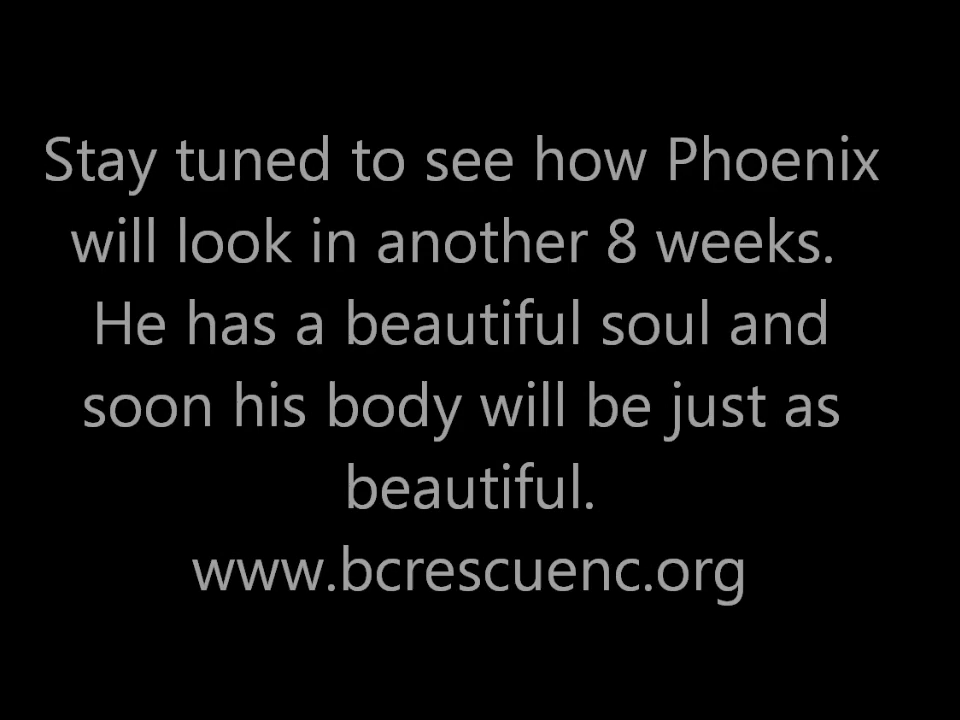 Stay tuned to see how Phoenix
will look in another 8 weeks.
He has a beautiful soul and
soon his body will be just as
beautiful.
www.bcrescuenc.org